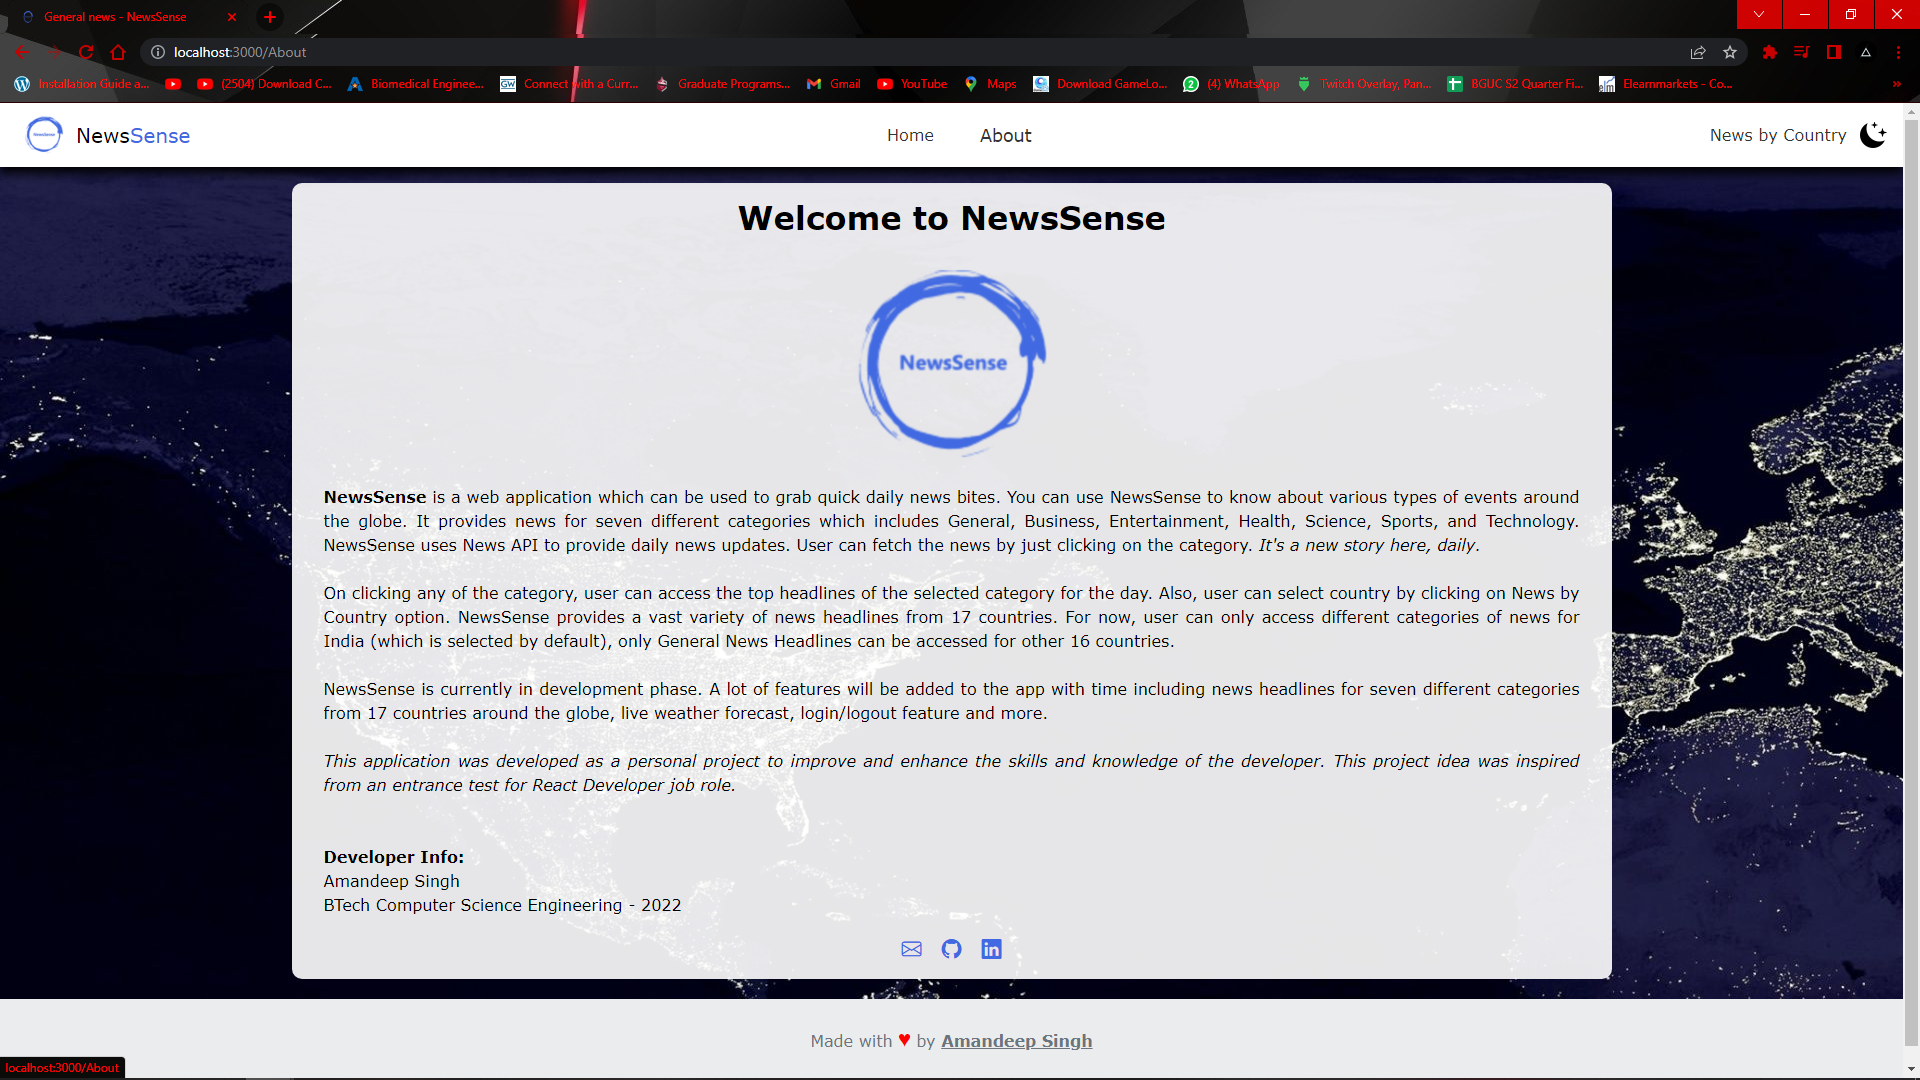 General news - NewsSense
localhost:3000/About
Installation Guide a...
(2504) Download C...
Biomedical Enginee...
GW
Connect with a Curr...
Graduate Programs...
Gmail
YouTube
Maps
Download GameLo...
2
(4) WhatsApp
Twitch Overlay, Pan...
BGUC S2 Quarter Fi...
Elearnmarkets - Co...
NewsSense
NewsSense
Home
About
News by Country
Welcome to NewsSense
NewsSense
NewsSense is a web application which can be used to grab quick daily news bites. You can use NewsSense to know about various types of events around
the globe. It provides news for seven different categories which includes General, Business, Entertainment, Health, Science, Sports, and Technology.
NewsSense uses News API to provide daily news updates. User can fetch the news by just clicking on the category. It's a new story here, daily.
On clicking any of the category, user can access the top headlines of the selected category for the day. Also, user can select country by clicking on News by
Country option. NewsSense provides a vast variety of news headlines from 17 countries. For now, user can only access different categories of news for
India (which is selected by default), only General News Headlines can be accessed for other 16 countries.
NewsSense is currently in development phase. A lot of features will be added to the app with time including news headlines for seven different categories
from 17 countries around the globe, live weather forecast, login/logout feature and more.
This application was developed as a personal project to improve and enhance the skills and knowledge of the developer. This project idea was inspired
from an entrance test for React Developer job role.
Developer Info:
Amandeep Singh
BTech Computer Science Engineering - 2022
in
Made with ♥ by Amandeep Singh
localhost:3000/About